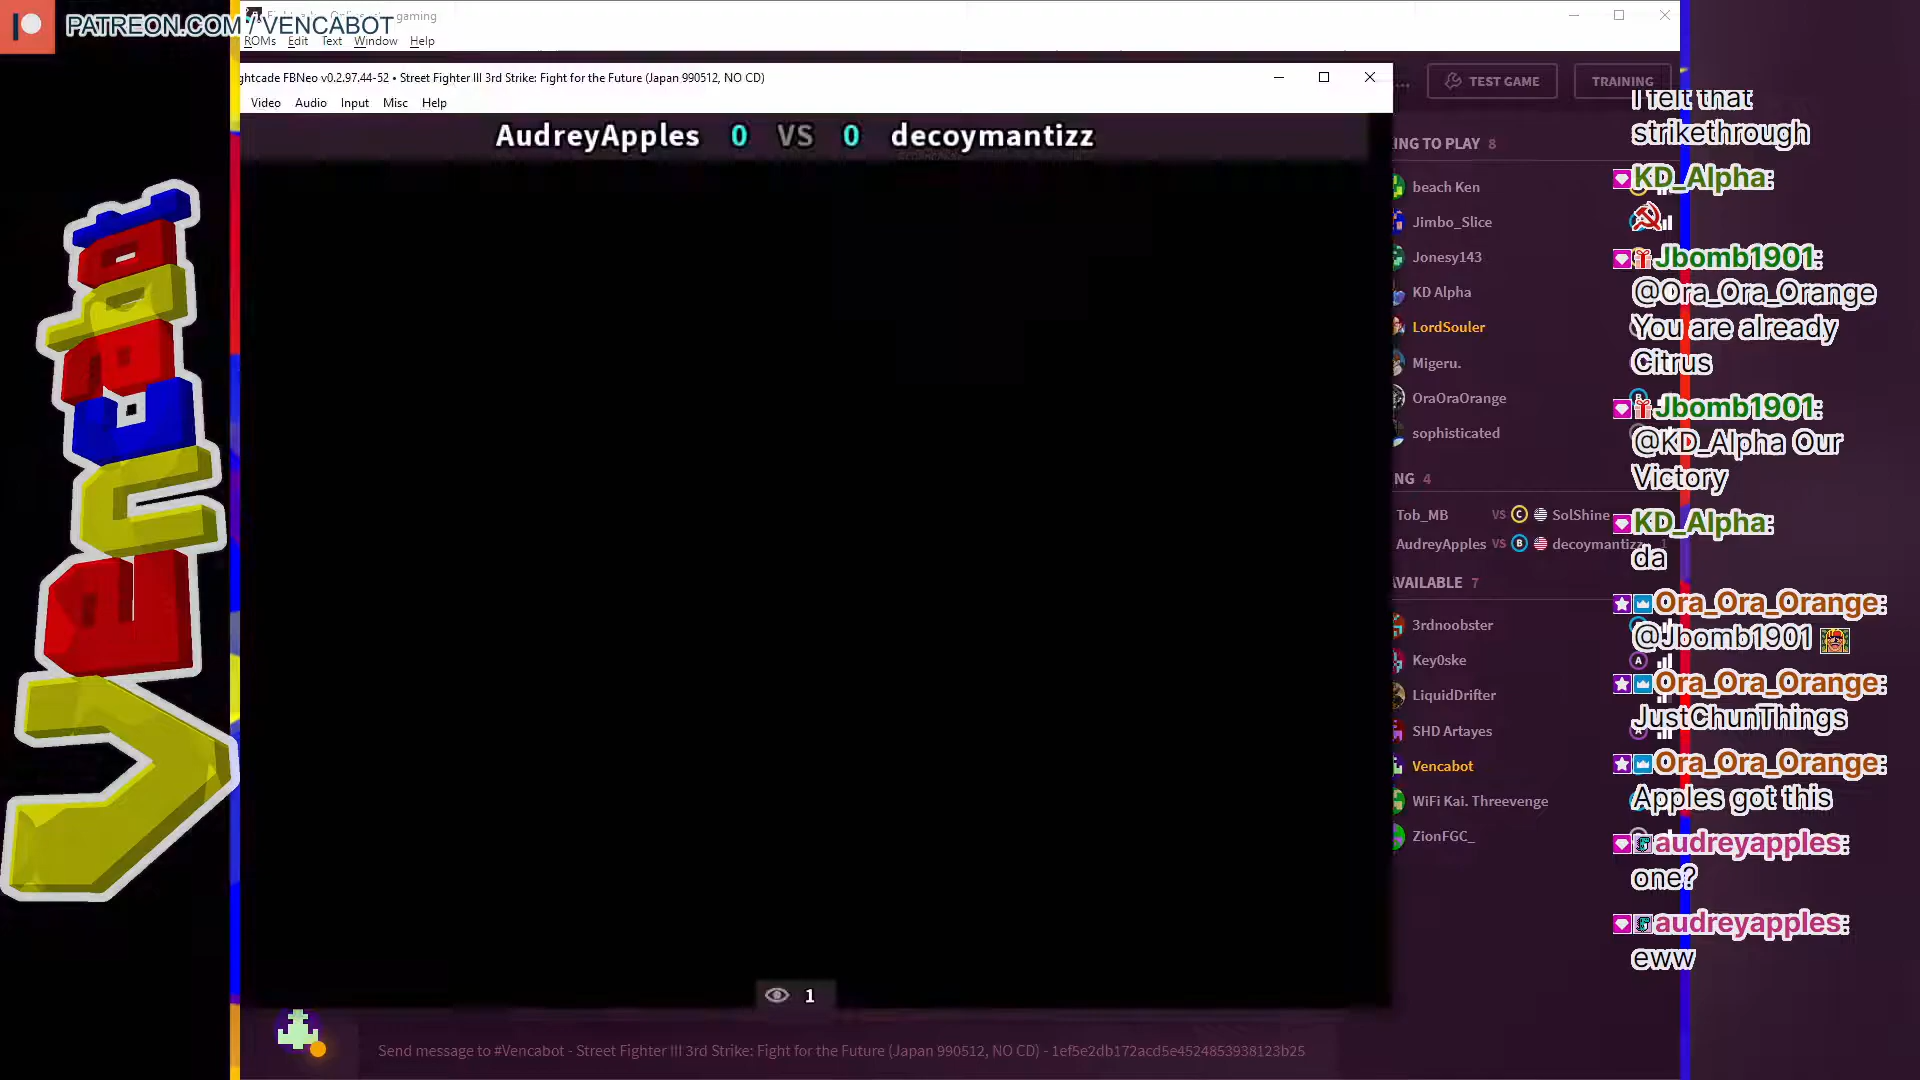 PATREON.COM/VENCABOT
gaming
ROMs Edit Text Window Help
ghtcade FBNeo v0.2.97.44-52 • Street Fighter III 3rd Strike: Fight for the Future (Japan 990512, NO CD)
Video Audio Input Misc Help
TEST GAME
TRAINING
AudreyApples 0 VS 0 decoymantizz
ING TO PLAY 8
beach Ken
Jimbo_Slice
Jonesy143
KD Alpha
LordSouler
Migeru.
OraOraOrange
sophisticated
NG 4
Tob_MB VS C SolShine
AudreyApples VS B decoymantizz
AVAILABLE 7
3rdnoobster
Key0ske
A
LiquidDrifter
SHD Artayes
Vencabot
WiFi Kai. Threevenge
ZionFGC_
1
Send message to #Vencabot - Street Fighter III 3rd Strike: Fight for the Future (Japan 990512, NO CD) - 1ef5e2db172acd5e4524853938123b25
Vencabot
I felt that
strikethrough
KD_Alpha:
Jbomb1901:
@Ora_Ora_Orange
You are already
Citrus
Jbomb1901:
@KD_Alpha Our
Victory
KD_Alpha:
da
Ora_Ora_Orange:
@Jbomb1901
Ora_Ora_Orange:
JustChunThings
Ora_Ora_Orange:
Apples got this
audreyapples:
one?
audreyapples:
eww